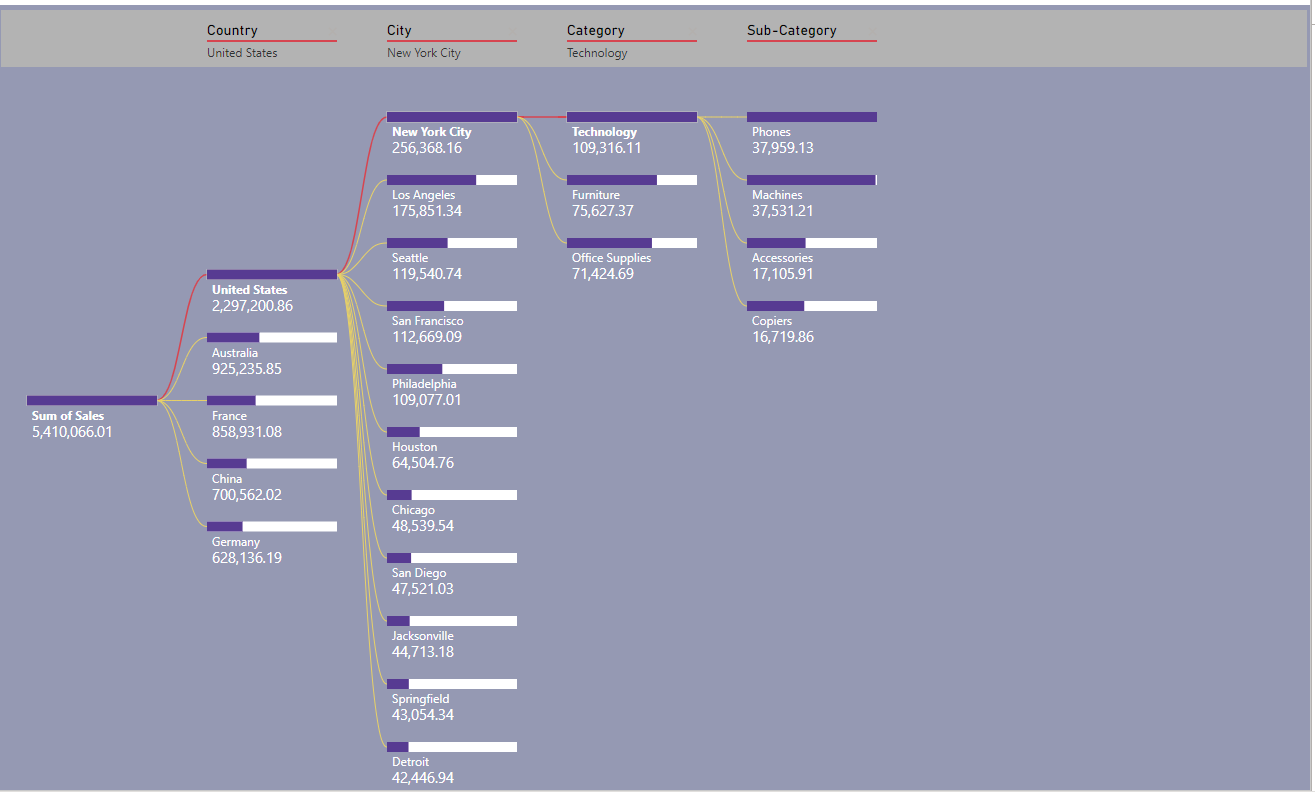 Country
United States
City
New York City
Category
Technology
Sub-Category
Sum of Sales
5,410,066.01
United States
2,297,200.86
Australia
925,235.85
France
858,931.08
China
700,562.02
Germany
628,136.19
New York City
256,368.16
Los Angeles
175,851.34
Seattle
119,540.74
San Francisco
112,669.09
Philadelphia
109,077.01
Houston
64,504.76
Chicago
48,539.54
San Diego
47,521.03
Jacksonville
44,713.18
Springfield
43,054.34
Detroit
42,446.94
Technology
109,316.11
Furniture
75,627.37
Office Supplies
71,424.69
Phones
37,959.13
Machines
37,531.21
Accessories
17,105.91
Copiers
16,719.86